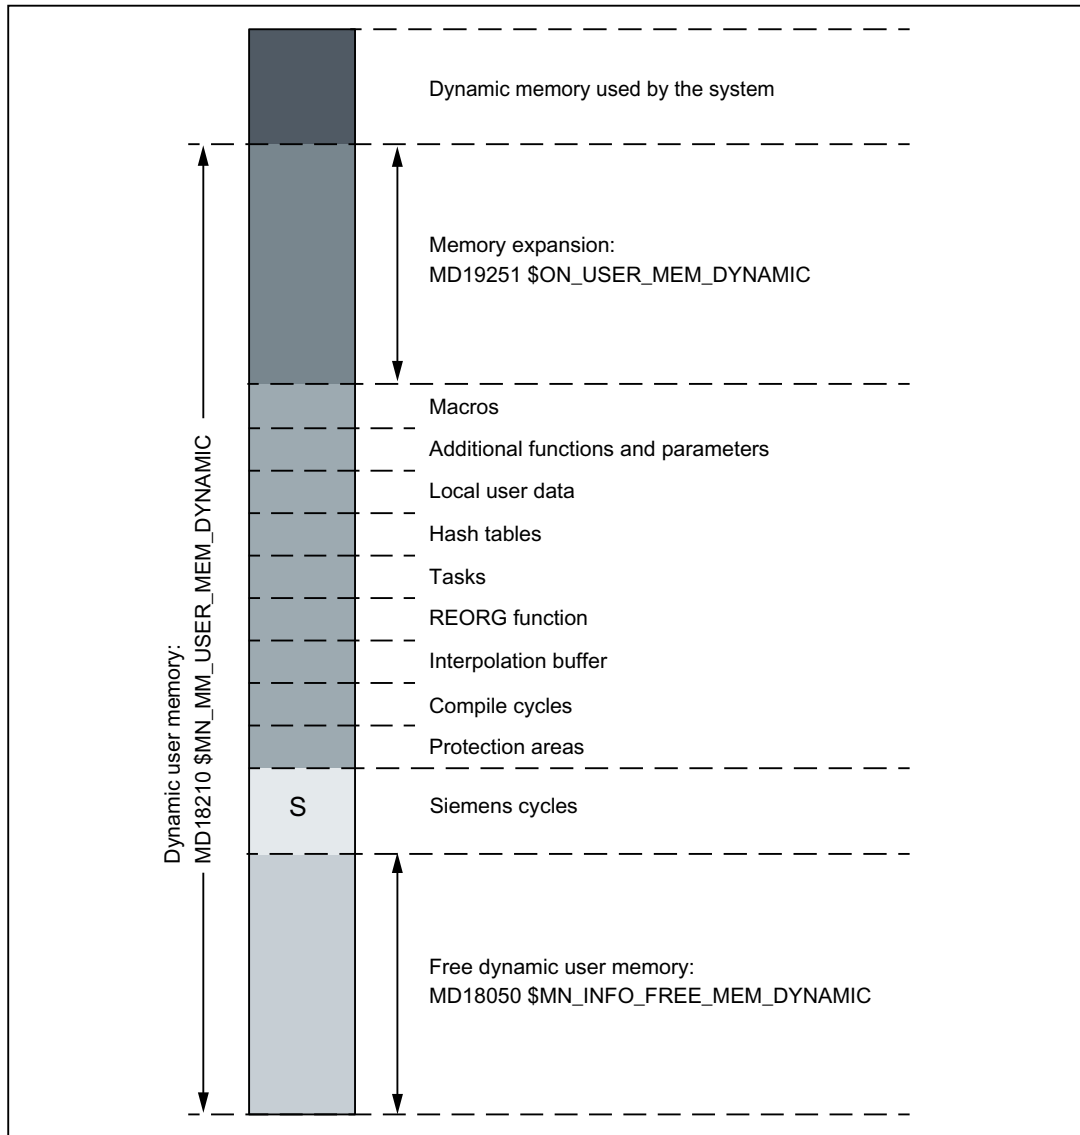 Dynamic memory used by the system
Memory expansion:
MD19251 $ON_USER_MEM_DYNAMIC
Macros
Additional functions and parameters
Local user data
Hash tables
Tasks
REORG function
Interpolation buffer
Compile cycles
Protection areas
S
Siemens cycles
Dynamic user memory:
MD18210 $MN_MM_USER_MEM_DYNAMIC
Free dynamic user memory:
MD18050 $MN_INFO_FREE_MEM_DYNAMIC